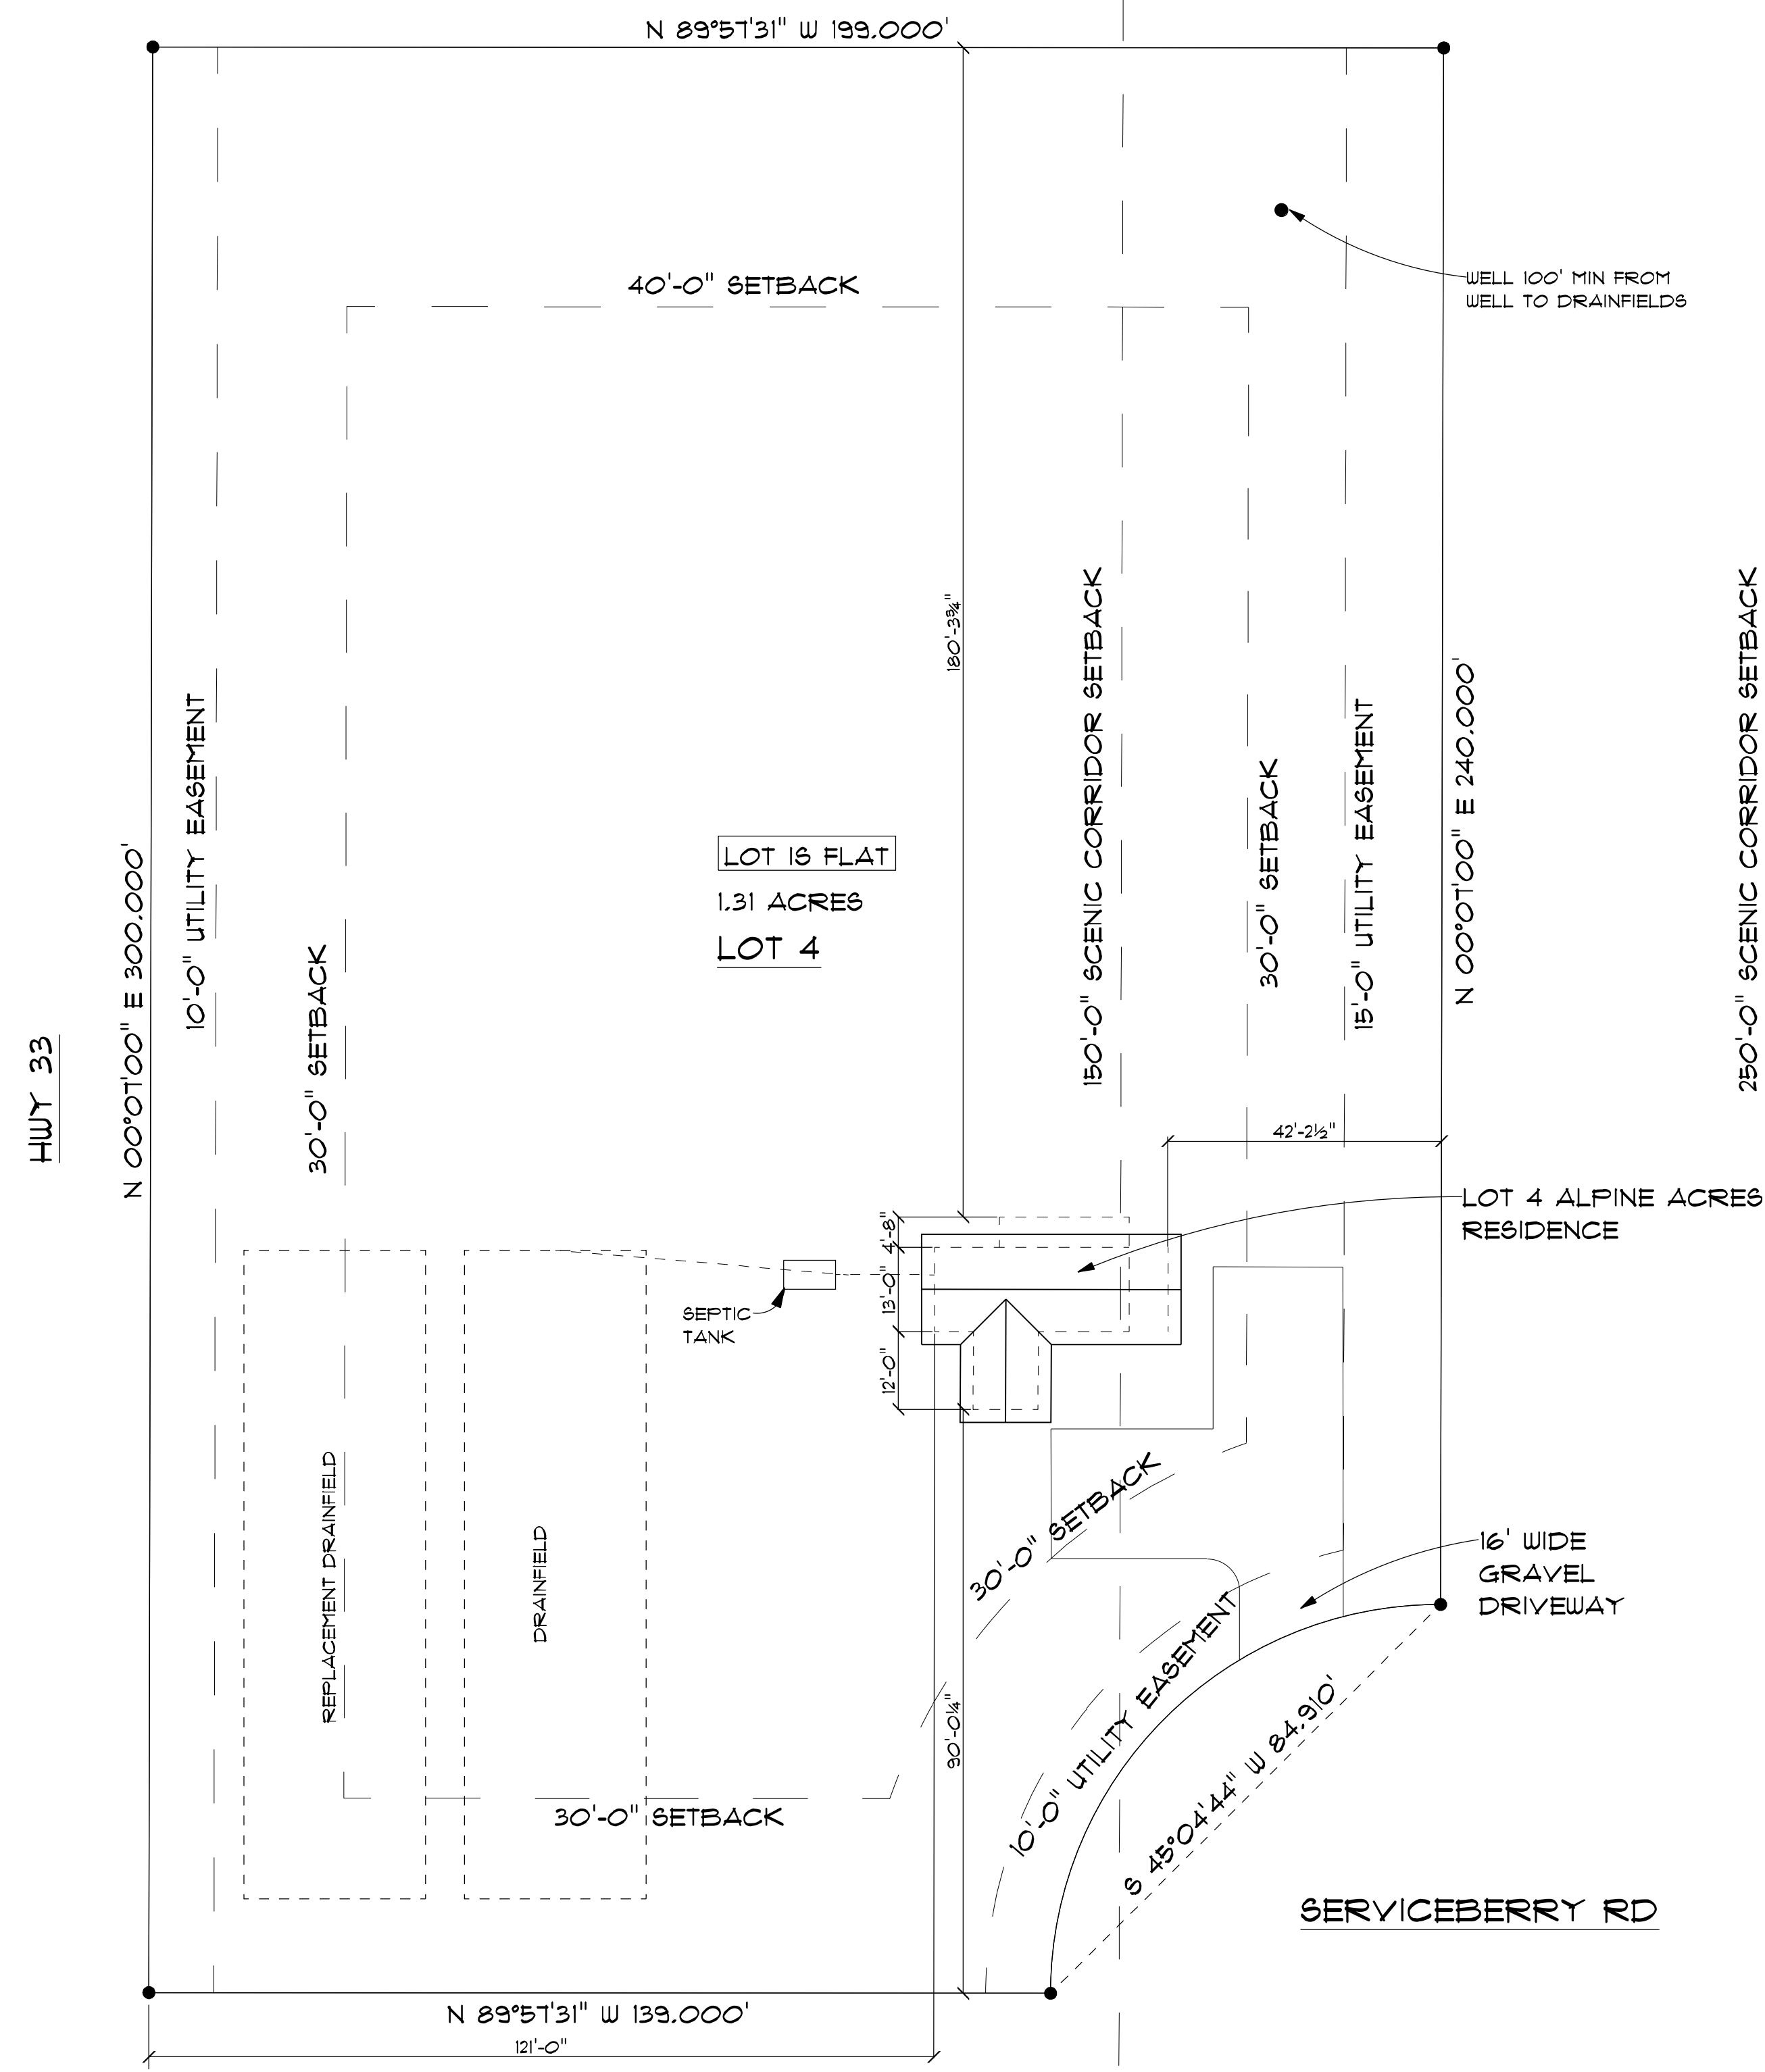 N 89°57'31" W 199.000'
WELL 100' MIN FROM
WELL TO DRAINFIELDS
40'-0" SETBACK
180'-3¾"
150'-0" SCENIC CORRIDOR SETBACK
250'-0" SCENIC CORRIDOR SETBACK
N 00°07'00" E 240.000'
10'-0" UTILITY EASEMENT
15'-0" UTILITY EASEMENT
30'-0" SETBACK
LOT IS FLAT
1.31 ACRES
LOT 4
N 00°07'00" E 300.000'
30'-0" SETBACK
HWY 33
42'-2½"
LOT 4 ALPINE ACRES
RESIDENCE
4'-8"
13'-0"
12'-0"
SEPTIC
TANK
REPLACEMENT DRAINFIELD
DRAINFIELD
30'-0" SETBACK
16' WIDE
GRAVEL
DRIVEWAY
10'-0" UTILITY EASEMENT
90'-0¼"
S 45°04'44" W 84.910'
30'-0" SETBACK
SERVICEBERRY RD
N 89°57'31" W 139.000'
121'-0"